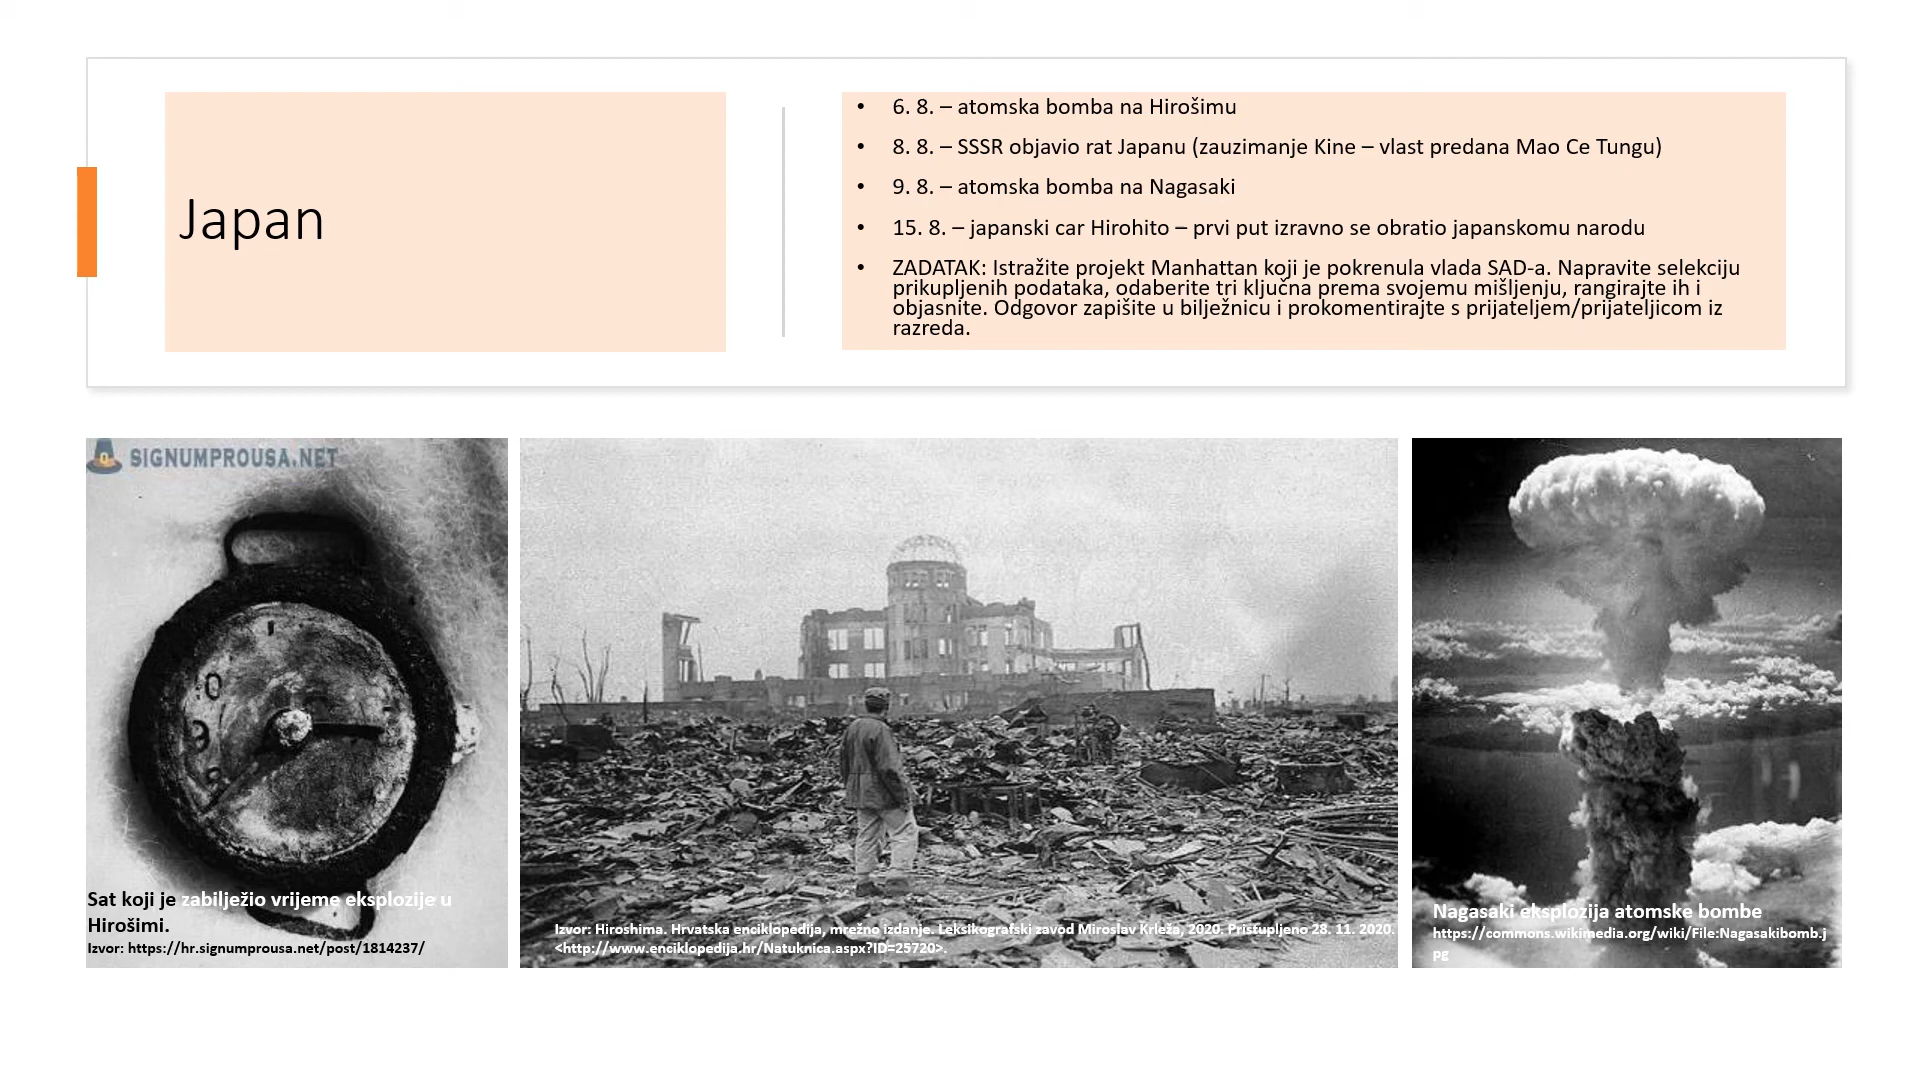 Japan
• 6. 8. – atomska bomba na Hirošimu
• 8. 8. – SSSR objavio rat Japanu (zauzimanje Kine – vlast predana Mao Ce Tungu)
• 9. 8. – atomska bomba na Nagasaki
• 15. 8. – japanski car Hirohito – prvi put izravno se obratio japanskomu narodu
• ZADATAK: Istražite projekt Manhattan koji je pokrenula vlada SAD-a. Napravite selekciju
prikupljenih podataka, odaberite tri ključna prema svojemu mišljenju, rangirajte ih i
objasnite. Odgovor zapišite u bilježnicu i prokomentirajte s prijateljem/prijateljicom iz
razreda.
SIGNUMPROUSA.NET
0
9
8
Sat koji je zabilježio vrijeme eksplozije u
Hirošimi.
Izvor: https://hr.signumprousa.net/post/1814237/
Izvor: Hiroshima. Hrvatska enciklopedija, mrežno izdanje. Leksikografski zavod Miroslav Krleža, 2020. Pristupljeno 28. 11. 2020.
<http://www.enciklopedija.hr/Natuknica.aspx?ID=25720>.
Nagasaki eksplozija atomske bombe
https://commons.wikimedia.org/wiki/File:Nagasakibomb.j
pg